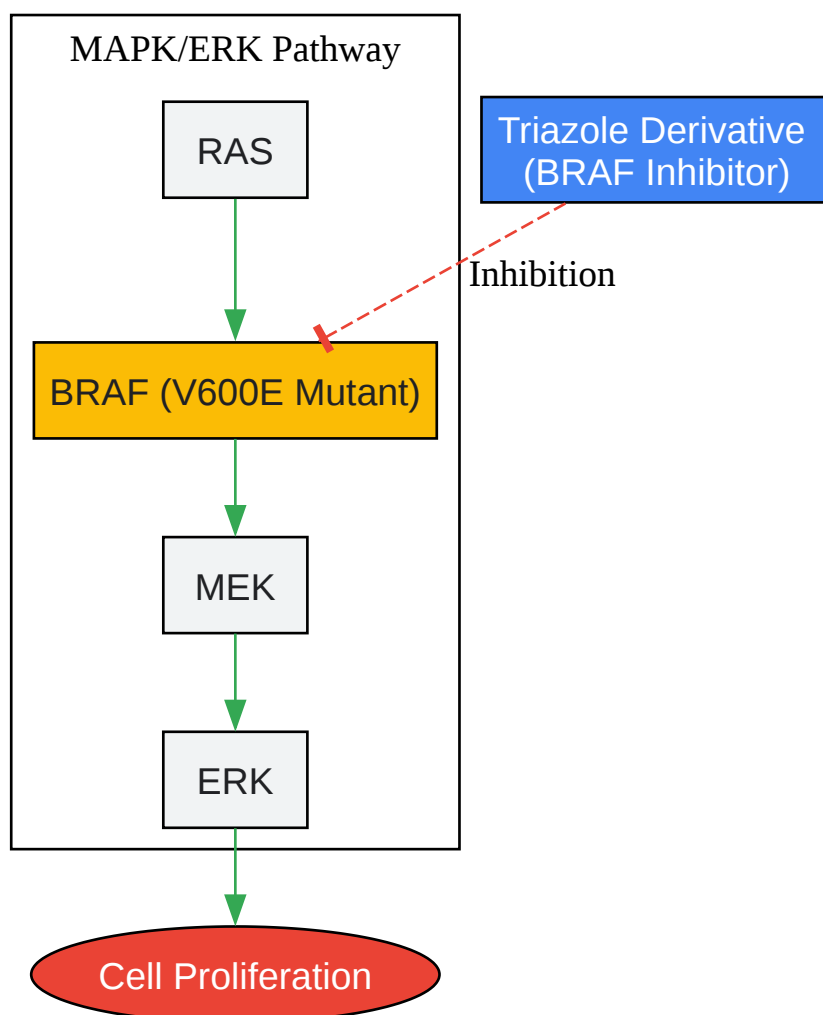 MAPK/ERK Pathway
RAS
Triazole Derivative
(BRAF Inhibitor)
Inhibition
BRAF (V600E Mutant)
MEK
ERK
Cell Proliferation